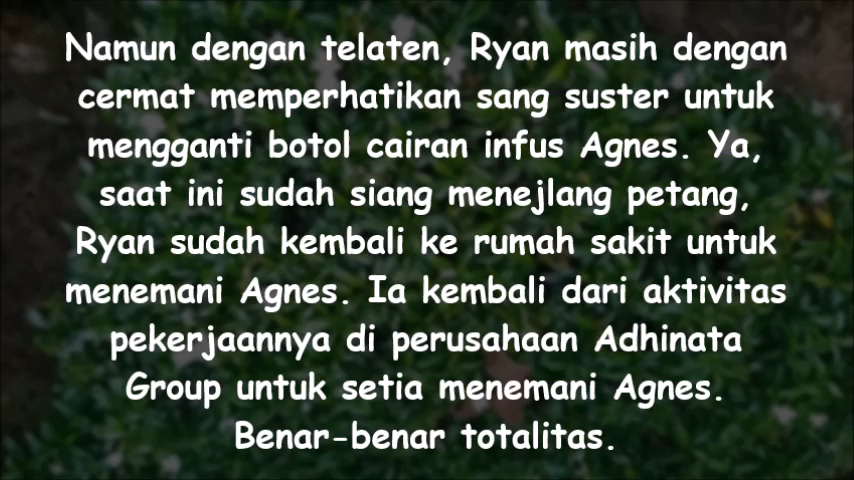 Namun dengan telaten, Ryan masih dengan
cermat memperhatikan sang suster untuk
mengganti botol cairan infus Agnes. Ya,
saat ini sudah siang menejlang petang,
Ryan sudah kembali ke rumah sakit untuk
menemani Agnes. Ia kembali dari aktivitas
pekerjaannya di perusahaan Adhinata
Group untuk setia menemani Agnes.
Benar-benar totalitas.